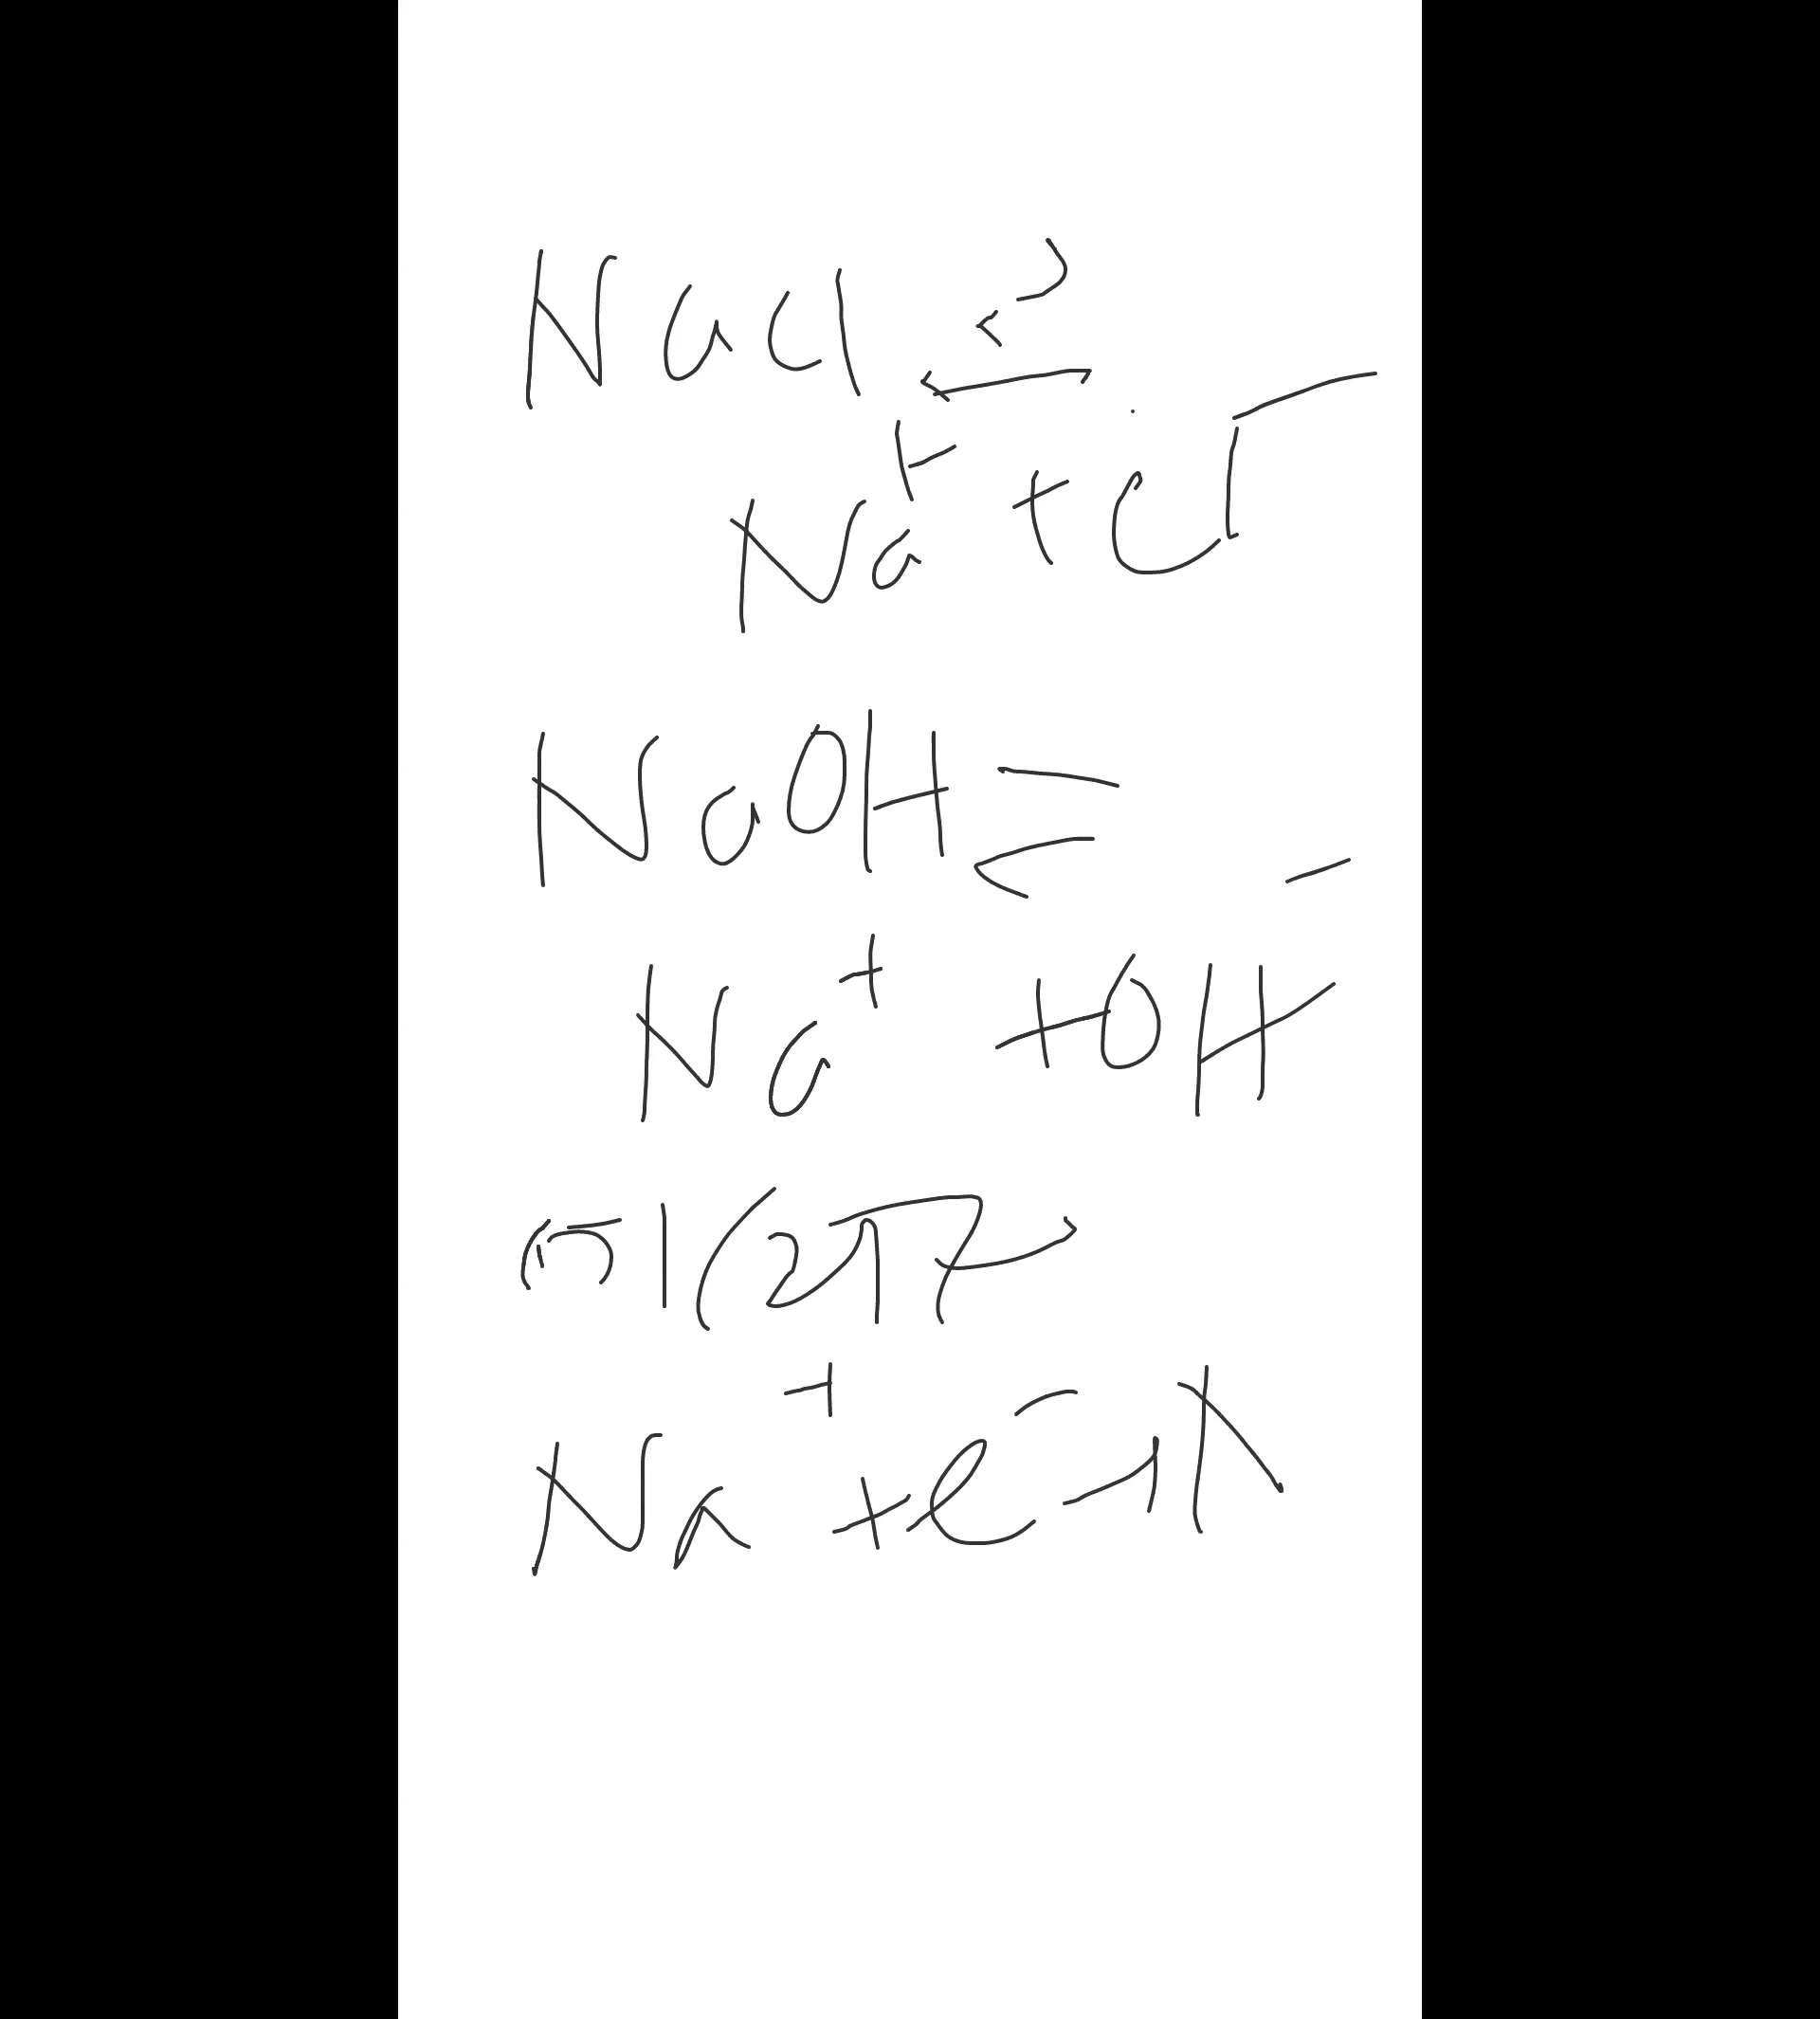 NaCl ⇌
Na⁺ + Cl⁻
NaOH ⇌
Na⁺ + OH⁻
Na⁺ + e⁻ →